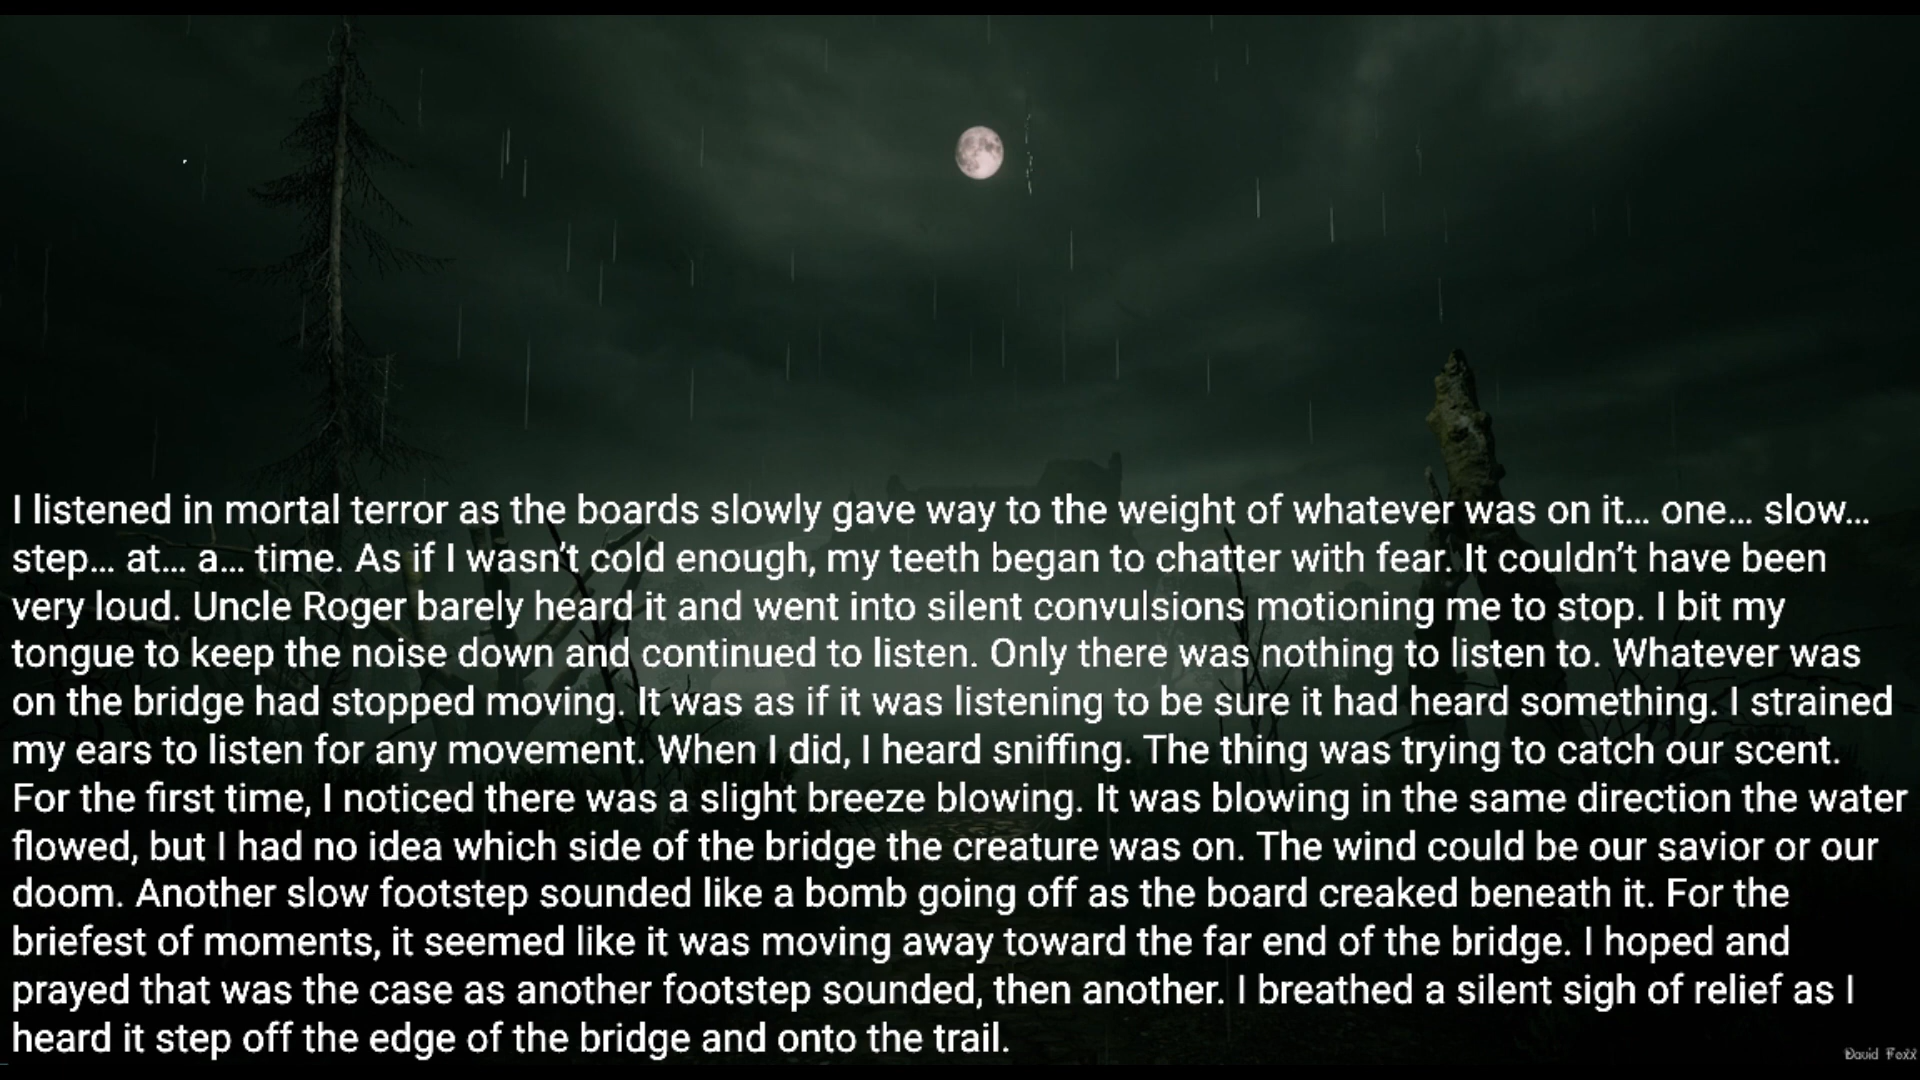 I listened in mortal terror as the boards slowly gave way to the weight of whatever was on it... one... slow...
step... at... a... time. As if I wasn’t cold enough, my teeth began to chatter with fear. It couldn’t have been
very loud. Uncle Roger barely heard it and went into silent convulsions motioning me to stop. I bit my
tongue to keep the noise down and continued to listen. Only there was nothing to listen to. Whatever was
on the bridge had stopped moving. It was as if it was listening to be sure it had heard something. I strained
my ears to listen for any movement. When I did, I heard sniffing. The thing was trying to catch our scent.
For the first time, I noticed there was a slight breeze blowing. It was blowing in the same direction the water
flowed, but I had no idea which side of the bridge the creature was on. The wind could be our savior or our
doom. Another slow footstep sounded like a bomb going off as the board creaked beneath it. For the
briefest of moments, it seemed like it was moving away toward the far end of the bridge. I hoped and
prayed that was the case as another footstep sounded, then another. I breathed a silent sigh of relief as I
heard it step off the edge of the bridge and onto the trail.
David Foxx